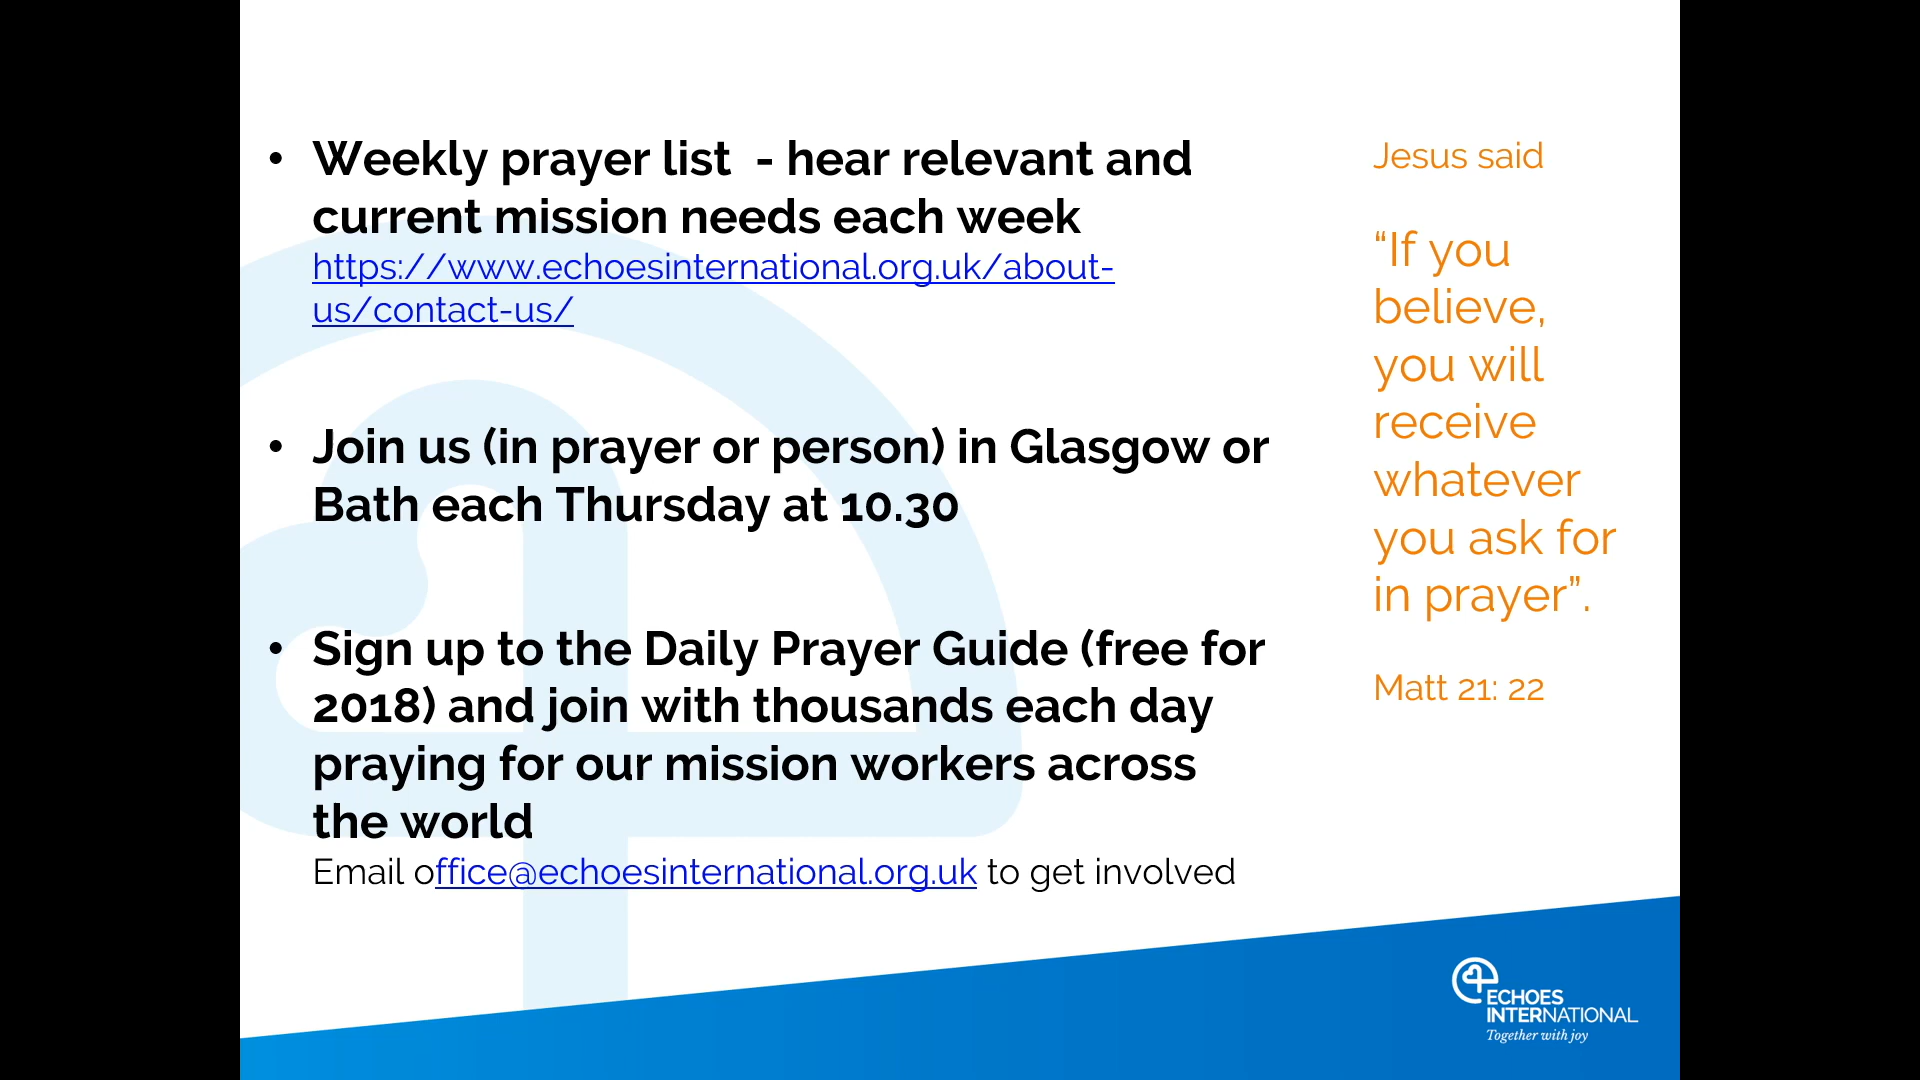 • Weekly prayer list  - hear relevant and
current mission needs each week
https://www.echoesinternational.org.uk/about-
us/contact-us/
• Join us (in prayer or person) in Glasgow or
Bath each Thursday at 10.30
• Sign up to the Daily Prayer Guide (free for
2018) and join with thousands each day
praying for our mission workers across
the world
Email office@echoesinternational.org.uk to get involved
Jesus said
“If you
believe,
you will
receive
whatever
you ask for
in prayer”.
Matt 21: 22
ECHOES
INTERNATIONAL
Together with joy